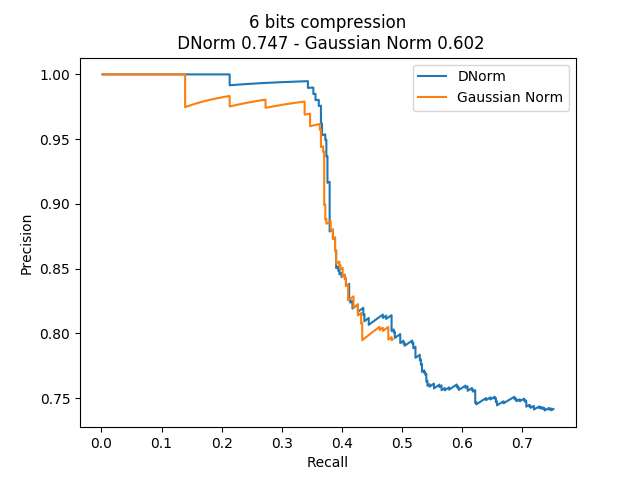 6 bits compression
DNorm 0.747 - Gaussian Norm 0.602
1.00
0.95
0.90
0.85
0.80
0.75
Precision
DNorm
Gaussian Norm
0.0 0.1 0.2 0.3 0.4 0.5 0.6 0.7
Recall